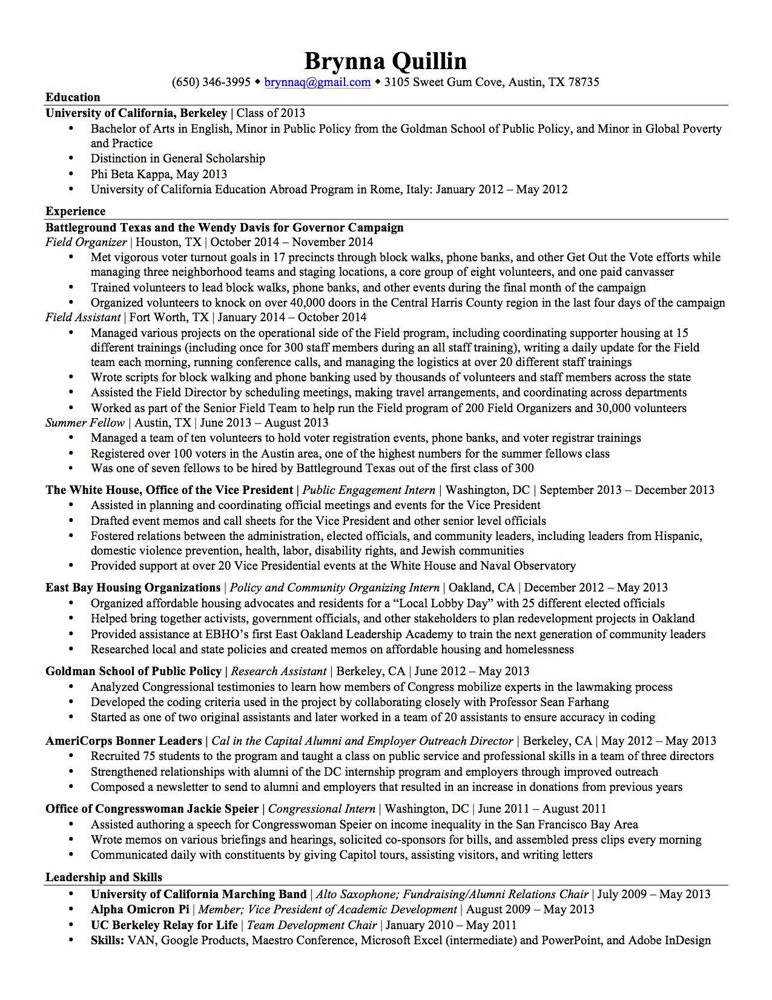 Brynna Quillin
(650) 346-3995 ◆ brynnaq@gmail.com ◆ 3105 Sweet Gum Cove, Austin, TX 78735
Education
University of California, Berkeley | Class of 2013
• Bachelor of Arts in English, Minor in Public Policy from the Goldman School of Public Policy, and Minor in Global Poverty
and Practice
• Distinction in General Scholarship
• Phi Beta Kappa, May 2013
• University of California Education Abroad Program in Rome, Italy: January 2012 – May 2012
Experience
Battleground Texas and the Wendy Davis for Governor Campaign
Field Organizer | Houston, TX | October 2014 – November 2014
• Met vigorous voter turnout goals in 17 precincts through block walks, phone banks, and other Get Out the Vote efforts while
managing three neighborhood teams and staging locations, a core group of eight volunteers, and one paid canvasser
• Trained volunteers to lead block walks, phone banks, and other events during the final month of the campaign
• Organized volunteers to knock on over 40,000 doors in the Central Harris County region in the last four days of the campaign
Field Assistant | Fort Worth, TX | January 2014 – October 2014
• Managed various projects on the operational side of the Field program, including coordinating supporter housing at 15
different trainings (including once for 300 staff members during an all staff training), writing a daily update for the Field
team each morning, running conference calls, and managing the logistics at over 20 different staff trainings
• Wrote scripts for block walking and phone banking used by thousands of volunteers and staff members across the state
• Assisted the Field Director by scheduling meetings, making travel arrangements, and coordinating across departments
• Worked as part of the Senior Field Team to help run the Field program of 200 Field Organizers and 30,000 volunteers
Summer Fellow | Austin, TX | June 2013 – August 2013
• Managed a team of ten volunteers to hold voter registration events, phone banks, and voter registrar trainings
• Registered over 100 voters in the Austin area, one of the highest numbers for the summer fellows class
• Was one of seven fellows to be hired by Battleground Texas out of the first class of 300
The White House, Office of the Vice President | Public Engagement Intern | Washington, DC | September 2013 – December 2013
• Assisted in planning and coordinating official meetings and events for the Vice President
• Drafted event memos and call sheets for the Vice President and other senior level officials
• Fostered relations between the administration, elected officials, and community leaders, including leaders from Hispanic,
domestic violence prevention, health, labor, disability rights, and Jewish communities
• Provided support at over 20 Vice Presidential events at the White House and Naval Observatory
East Bay Housing Organizations | Policy and Community Organizing Intern | Oakland, CA | December 2012 – May 2013
• Organized affordable housing advocates and residents for a “Local Lobby Day” with 25 different elected officials
• Helped bring together activists, government officials, and other stakeholders to plan redevelopment projects in Oakland
• Provided assistance at EBHO’s first East Oakland Leadership Academy to train the next generation of community leaders
• Researched local and state policies and created memos on affordable housing and homelessness
Goldman School of Public Policy | Research Assistant | Berkeley, CA | June 2012 – May 2013
• Analyzed Congressional testimonies to learn how members of Congress mobilize experts in the lawmaking process
• Developed the coding criteria used in the project by collaborating closely with Professor Sean Farhang
• Started as one of two original assistants and later worked in a team of 20 assistants to ensure accuracy in coding
AmeriCorps Bonner Leaders | Cal in the Capital Alumni and Employer Outreach Director | Berkeley, CA | May 2012 – May 2013
• Recruited 75 students to the program and taught a class on public service and professional skills in a team of three directors
• Strengthened relationships with alumni of the DC internship program and employers through improved outreach
• Composed a newsletter to send to alumni and employers that resulted in an increase in donations from previous years
Office of Congresswoman Jackie Speier | Congressional Intern | Washington, DC | June 2011 – August 2011
• Assisted authoring a speech for Congresswoman Speier on income inequality in the San Francisco Bay Area
• Wrote memos on various briefings and hearings, solicited co-sponsors for bills, and assembled press clips every morning
• Communicated daily with constituents by giving Capitol tours, assisting visitors, and writing letters
Leadership and Skills
• University of California Marching Band | Alto Saxophone; Fundraising/Alumni Relations Chair | July 2009 – May 2013
• Alpha Omicron Pi | Member; Vice President of Academic Development | August 2009 – May 2013
• UC Berkeley Relay for Life | Team Development Chair | January 2010 – May 2011
• Skills: VAN, Google Products, Maestro Conference, Microsoft Excel (intermediate) and PowerPoint, and Adobe InDesign